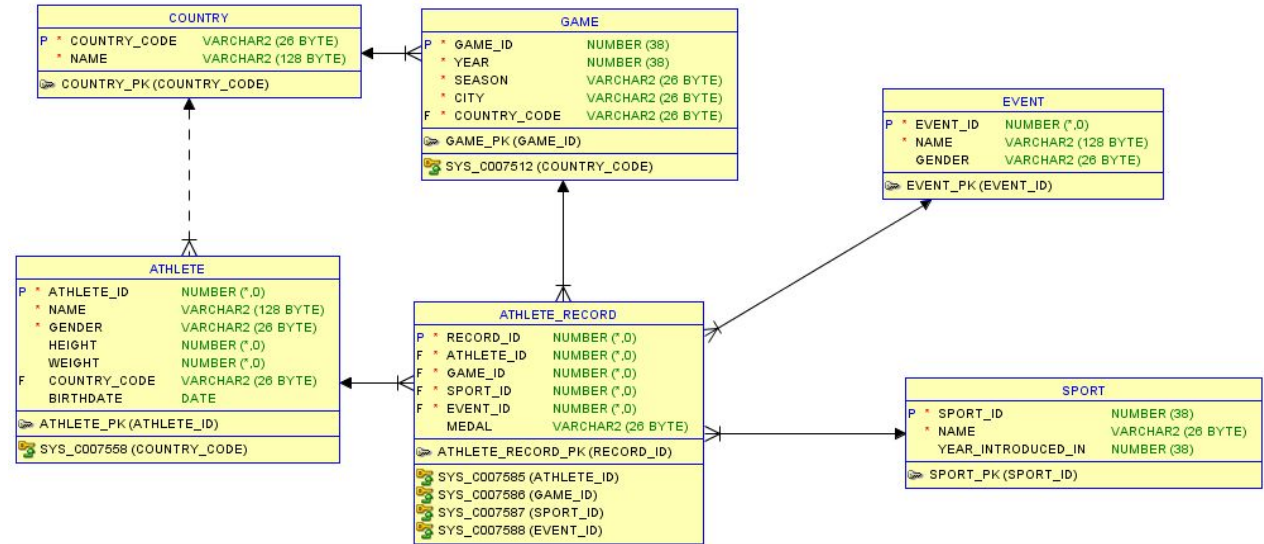 COUNTRY
P * COUNTRY_CODE VARCHAR2 (26 BYTE)
* NAME VARCHAR2 (128 BYTE)
COUNTRY_PK (COUNTRY_CODE)
GAME
P * GAME_ID NUMBER (38)
* YEAR NUMBER (38)
* SEASON VARCHAR2 (26 BYTE)
* CITY VARCHAR2 (26 BYTE)
F * COUNTRY_CODE VARCHAR2 (26 BYTE)
GAME_PK (GAME_ID)
SYS_C007512 (COUNTRY_CODE)
EVENT
P * EVENT_ID NUMBER (*,0)
* NAME VARCHAR2 (128 BYTE)
GENDER VARCHAR2 (26 BYTE)
EVENT_PK (EVENT_ID)
ATHLETE
P * ATHLETE_ID NUMBER (*,0)
* NAME VARCHAR2 (128 BYTE)
* GENDER VARCHAR2 (26 BYTE)
HEIGHT NUMBER (*,0)
WEIGHT NUMBER (*,0)
F COUNTRY_CODE VARCHAR2 (26 BYTE)
BIRTHDATE DATE
ATHLETE_PK (ATHLETE_ID)
SYS_C007558 (COUNTRY_CODE)
ATHLETE_RECORD
P * RECORD_ID NUMBER (*,0)
F * ATHLETE_ID NUMBER (*,0)
F * GAME_ID NUMBER (*,0)
F * SPORT_ID NUMBER (*,0)
F * EVENT_ID NUMBER (*,0)
MEDAL VARCHAR2 (26 BYTE)
ATHLETE_RECORD_PK (RECORD_ID)
SYS_C007585 (ATHLETE_ID)
SYS_C007586 (GAME_ID)
SYS_C007587 (SPORT_ID)
SYS_C007588 (EVENT_ID)
SPORT
P * SPORT_ID NUMBER (38)
* NAME VARCHAR2 (26 BYTE)
YEAR_INTRODUCED_IN NUMBER (38)
SPORT_PK (SPORT_ID)